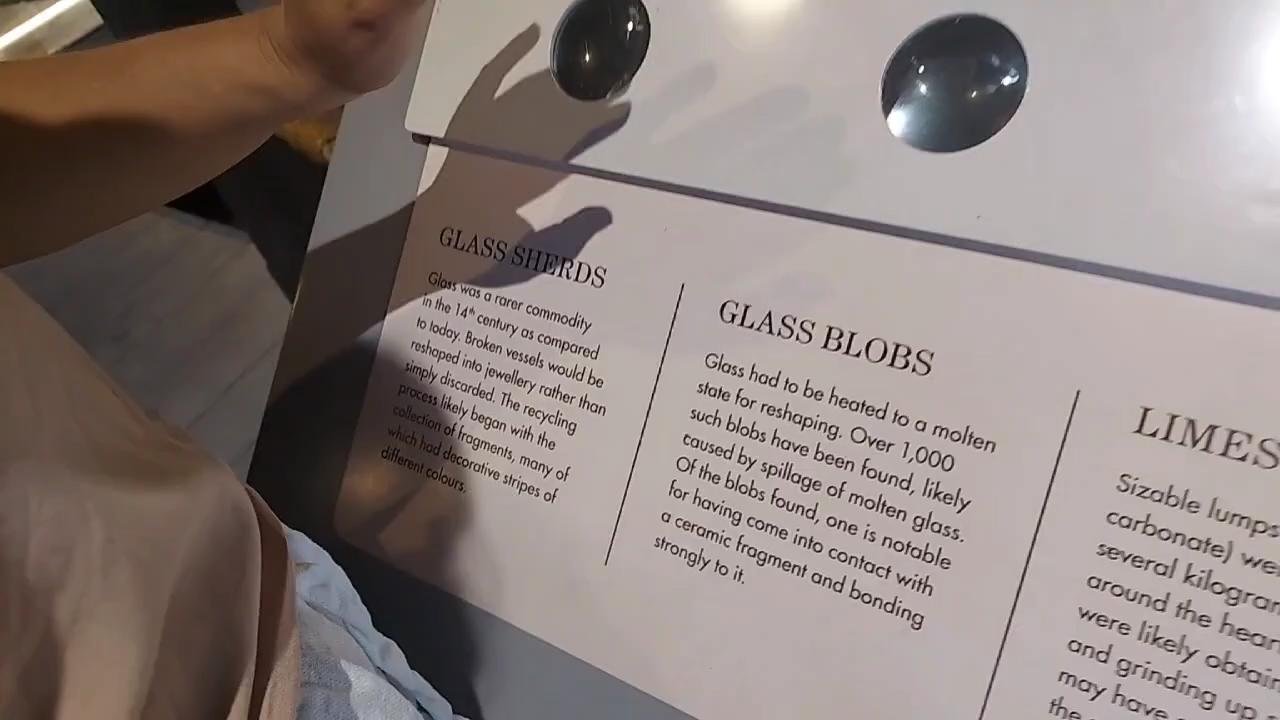 GLASS SHERDS
Glass was a rarer commodity
in the 14th century as compared
to today. Broken vessels would be
reshaped into jewellery rather than
simply discarded. The recycling
process likely began with the
collection of fragments, many of
which had decorative stripes of
different colours.
GLASS BLOBS
Glass had to be heated to a molten
state for reshaping. Over 1,000
such blobs have been found, likely
caused by spillage of molten glass.
Of the blobs found, one is notable
for having come into contact with
a ceramic fragment and bonding
strongly to it.
LIMES
Sizable lumps
carbonate) we
several kilogra
around the hear
were likely obtai
and grinding up
may have
the